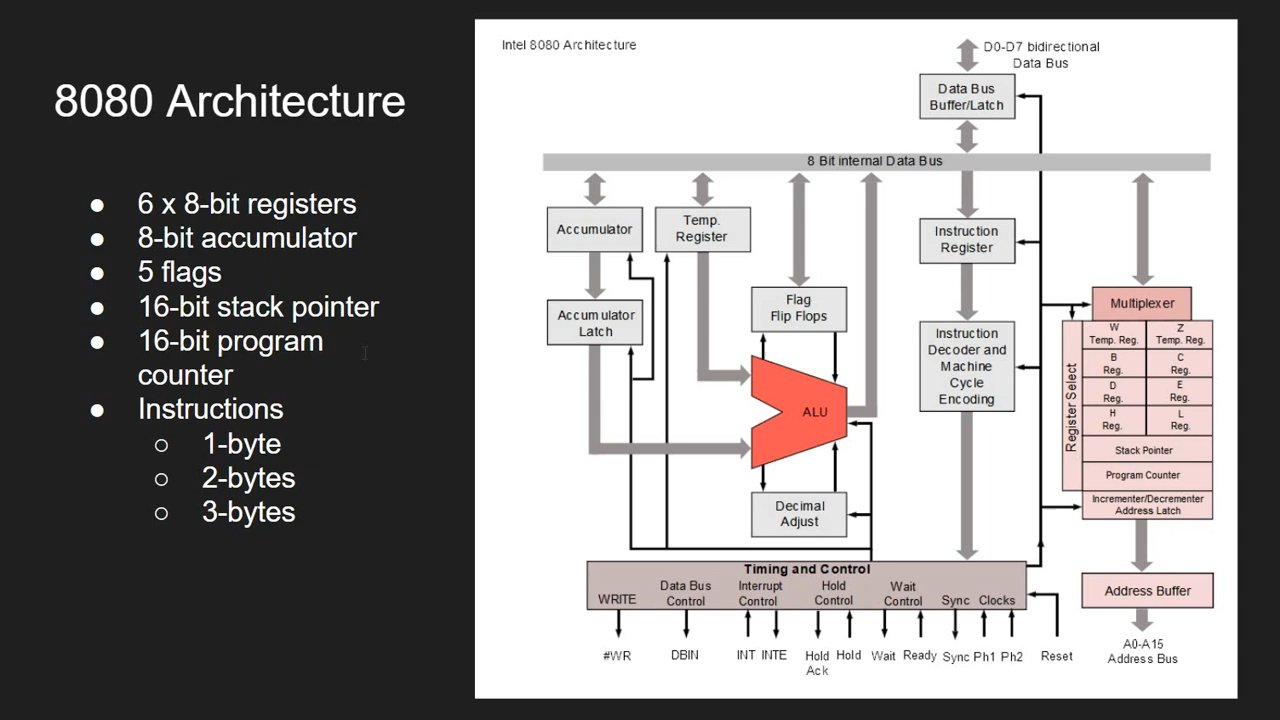 8080 Architecture
● 6 x 8-bit registers
● 8-bit accumulator
● 5 flags
● 16-bit stack pointer
● 16-bit program
counter
● Instructions
○ 1-byte
○ 2-bytes
○ 3-bytes
Intel 8080 Architecture
D0-D7 bidirectional
Data Bus
Data Bus
Buffer/Latch
8 Bit internal Data Bus
Accumulator
Temp.
Register
Instruction
Register
Accumulator
Latch
Flag
Flip Flops
Instruction
Decoder and
Machine
Cycle
Encoding
Multiplexer
Register Select
W
Temp. Reg.
Z
Temp. Reg.
B
Reg.
C
Reg.
D
Reg.
E
Reg.
H
Reg.
L
Reg.
Stack Pointer
Program Counter
Incrementer/Decrementer
Address Latch
ALU
Decimal
Adjust
Timing and Control
WRITE
Data Bus
Control
Interrupt
Control
Hold
Control
Wait
Control
Sync
Clocks
Address Buffer
#WR
DBIN
INT
INTE
Hold
Ack
Hold
Wait
Ready
Sync
Ph1
Ph2
Reset
A0-A15
Address Bus